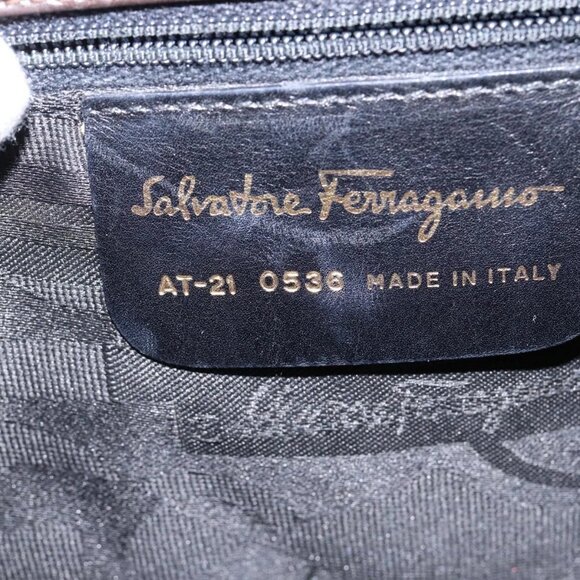 Salvatore Ferragamo
AT-21 0536 MADE IN ITALY